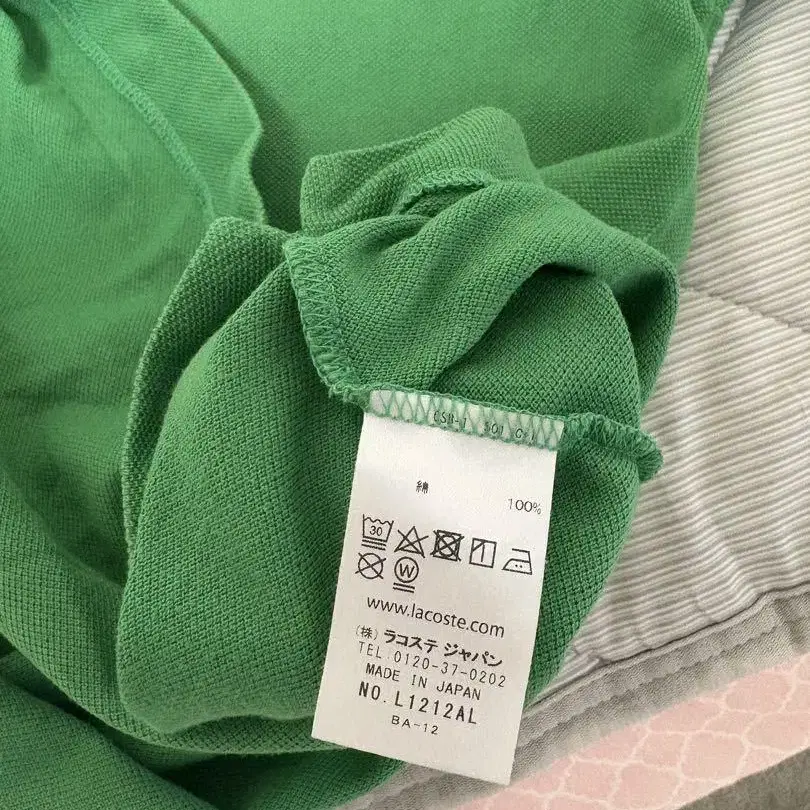 綿 100%
30
W
www.lacoste.com
(株) ラコステ ジャパン
TEL:0120-37-0202
MADE IN JAPAN
NO. L1212AL
BA-12